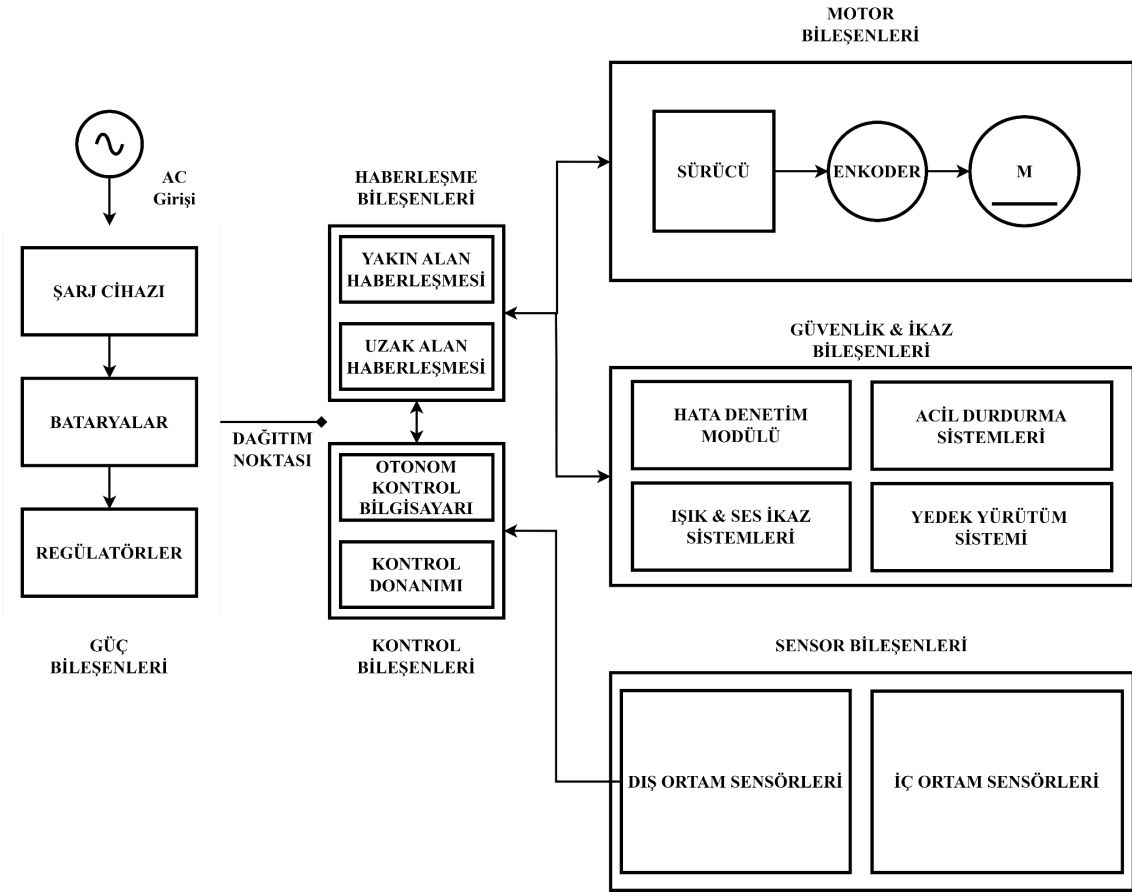 AC
Girişi
ŞARJ CİHAZI
BATARYALAR
REGÜLATÖRLER
GÜÇ
BİLEŞENLERİ
DAĞITIM
NOKTASI
HABERLEŞME
BİLEŞENLERİ
YAKIN ALAN
HABERLEŞMESİ
UZAK ALAN
HABERLEŞMESİ
OTONOM
KONTROL
BİLGİSAYARI
KONTROL
DONANIMI
KONTROL
BİLEŞENLERİ
MOTOR
BİLEŞENLERİ
SÜRÜCÜ
ENKODER
M
GÜVENLİK & İKAZ
BİLEŞENLERİ
HATA DENETİM
MODÜLÜ
ACİL DURDURMA
SİSTEMLERİ
IŞIK & SES İKAZ
SİSTEMLERİ
YEDEK YÜRÜTÜM
SİSTEMİ
SENSOR BİLEŞENLERİ
DIŞ ORTAM SENSÖRLERİ
İÇ ORTAM SENSÖRLERİ